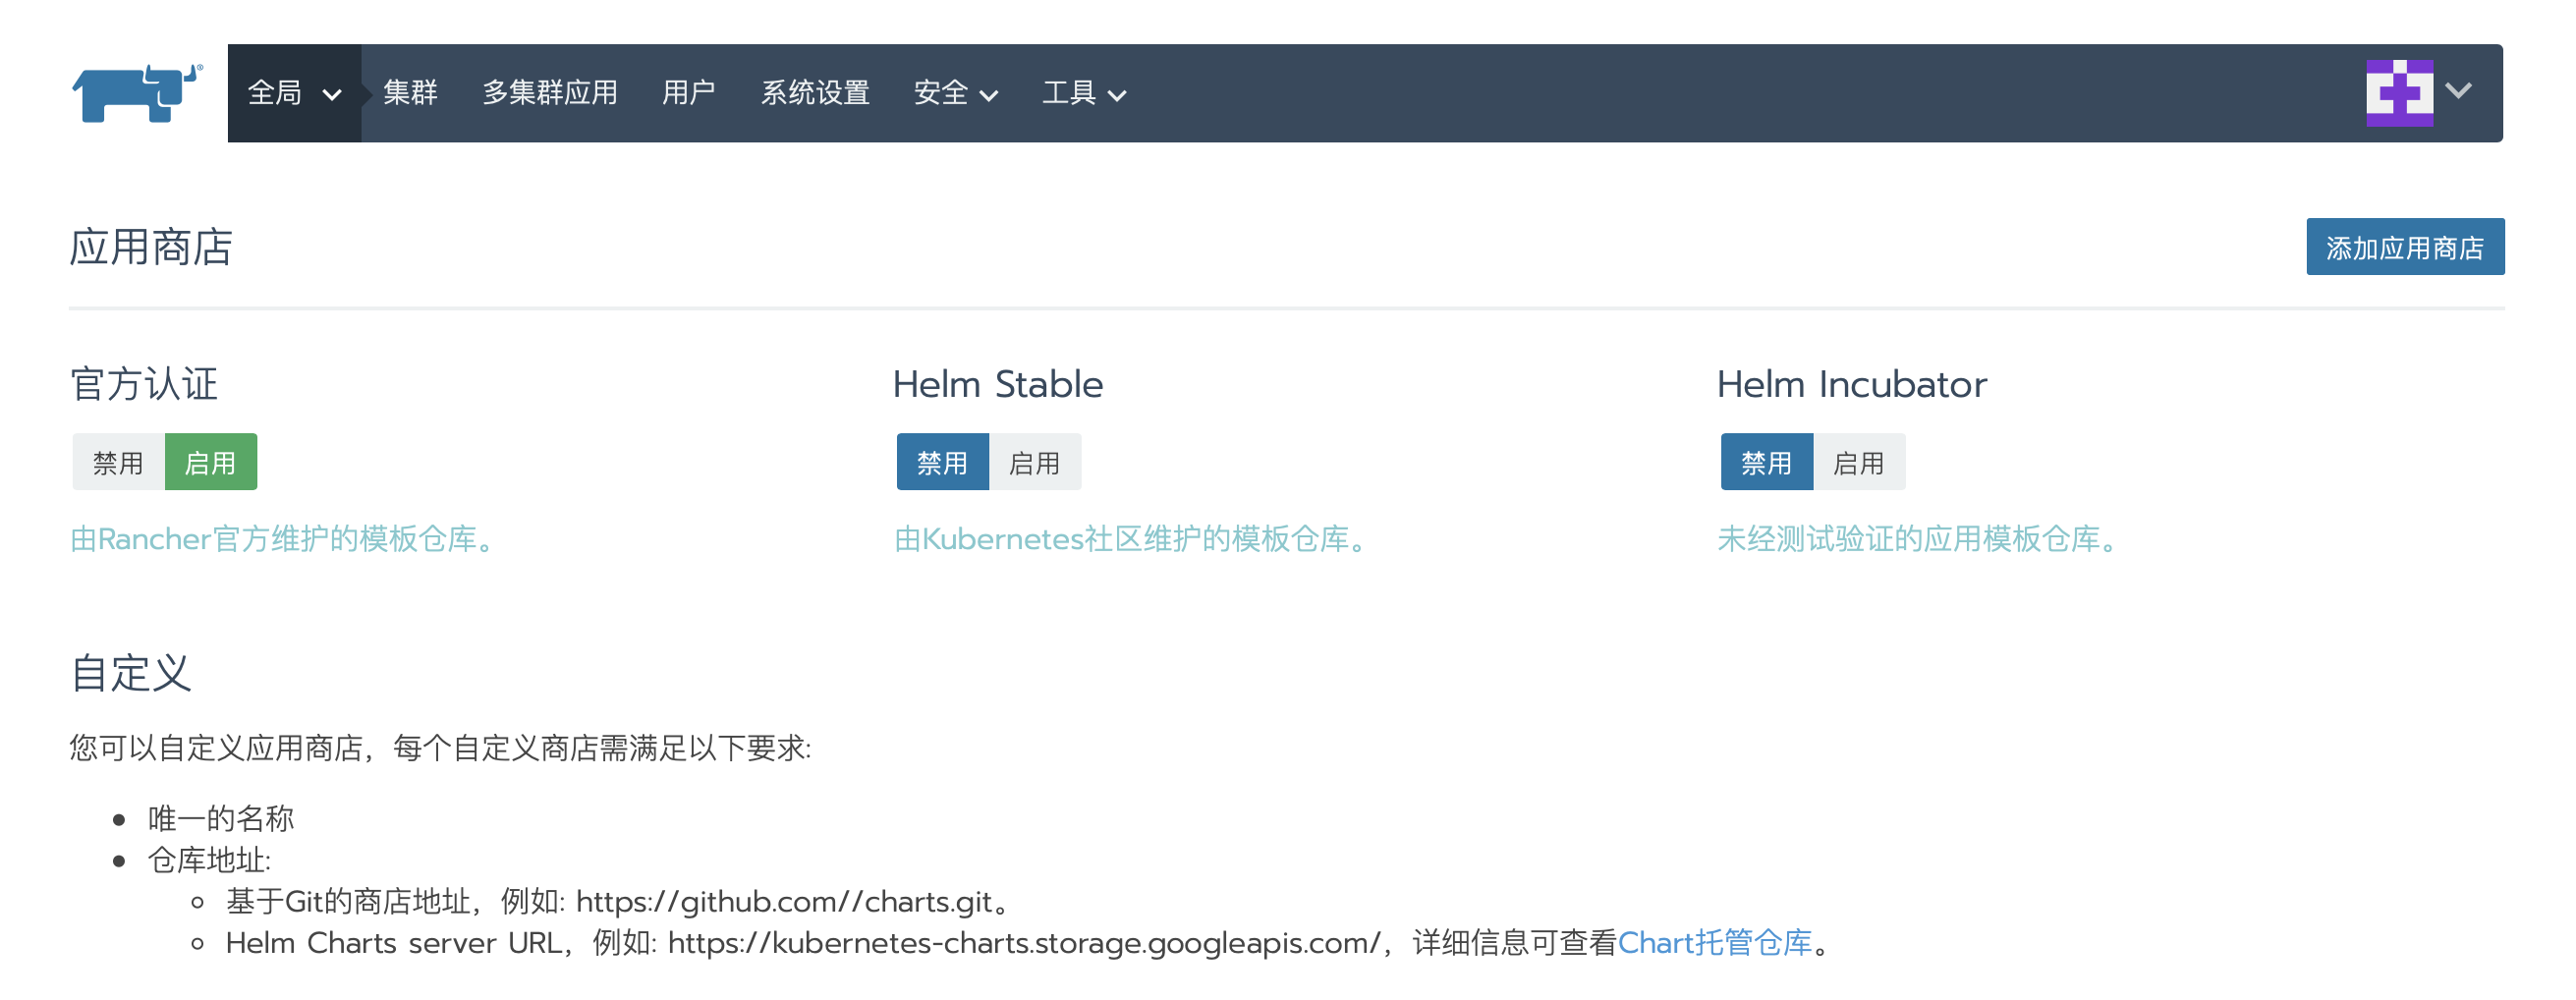 全局 集群 多集群应用 用户 系统设置 安全 工具
应用商店 添加应用商店
官方认证 Helm Stable Helm Incubator
禁用 启用 禁用 启用 禁用 启用
由Rancher官方维护的模板仓库。 由Kubernetes社区维护的模板仓库。 未经测试验证的应用模板仓库。
自定义
您可以自定义应用商店，每个自定义商店需满足以下要求:
唯一的名称
仓库地址:
基于Git的商店地址，例如: https://github.com//charts.git。
Helm Charts server URL，例如: https://kubernetes-charts.storage.googleapis.com/，详细信息可查看Chart托管仓库。